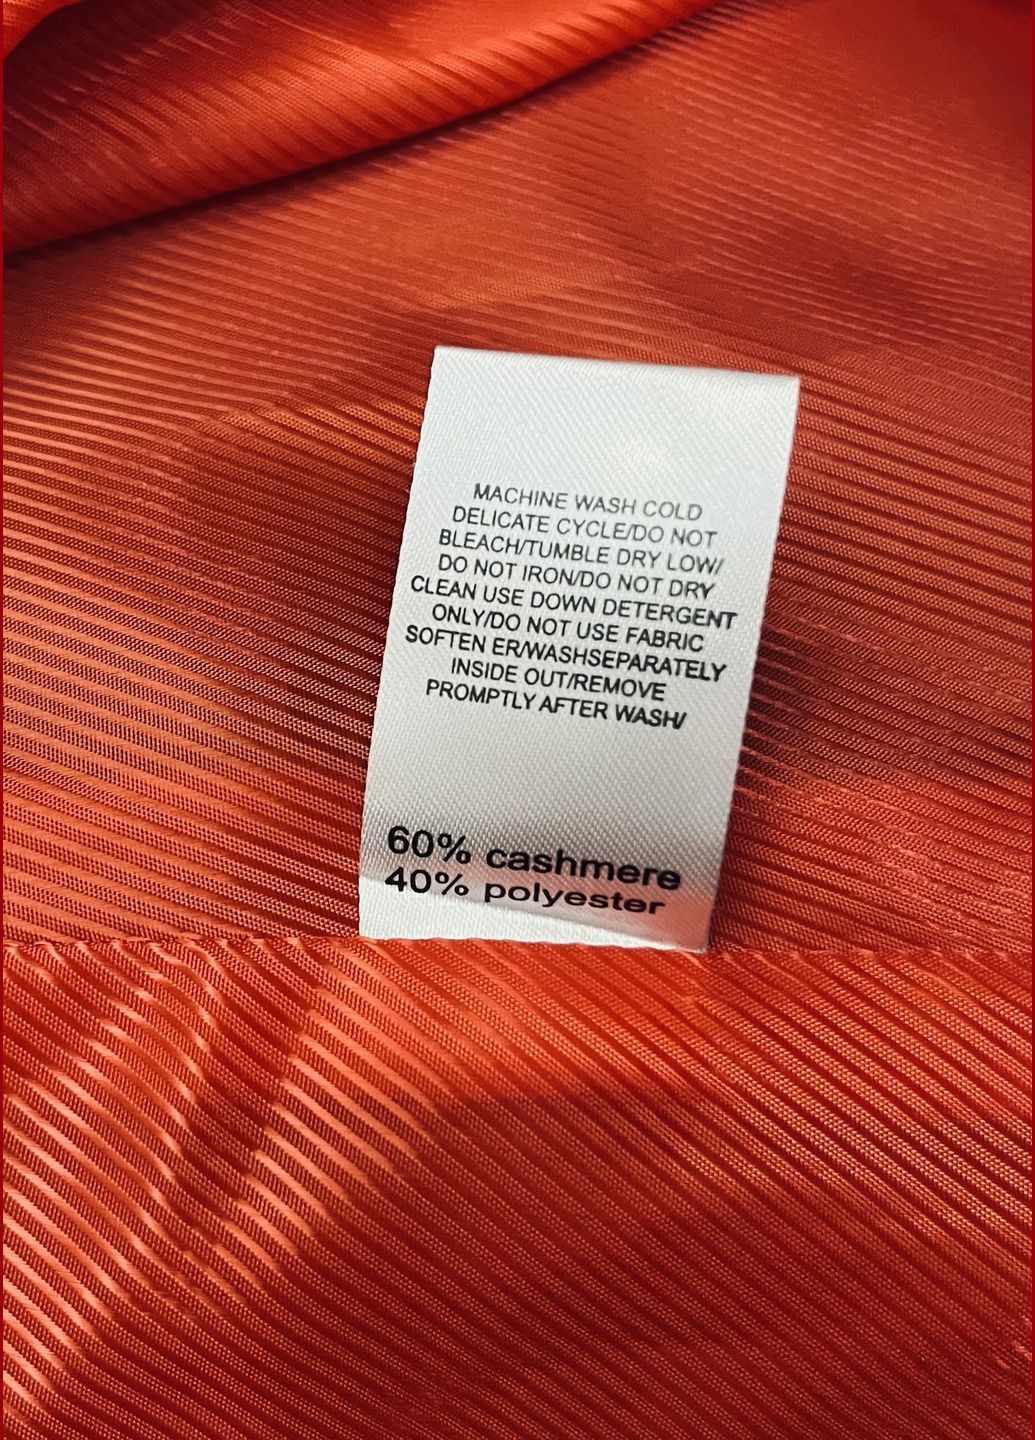 MACHINE WASH COLD
DELICATE CYCLE/DO NOT
BLEACH/TUMBLE DRY LOW/
DO NOT IRON/DO NOT DRY
CLEAN USE DOWN DETERGENT
ONLY/DO NOT USE FABRIC
SOFTEN ER/WASHSEPARATELY
INSIDE OUT/REMOVE
PROMPTLY AFTER WASH/
60% cashmere
40% polyester